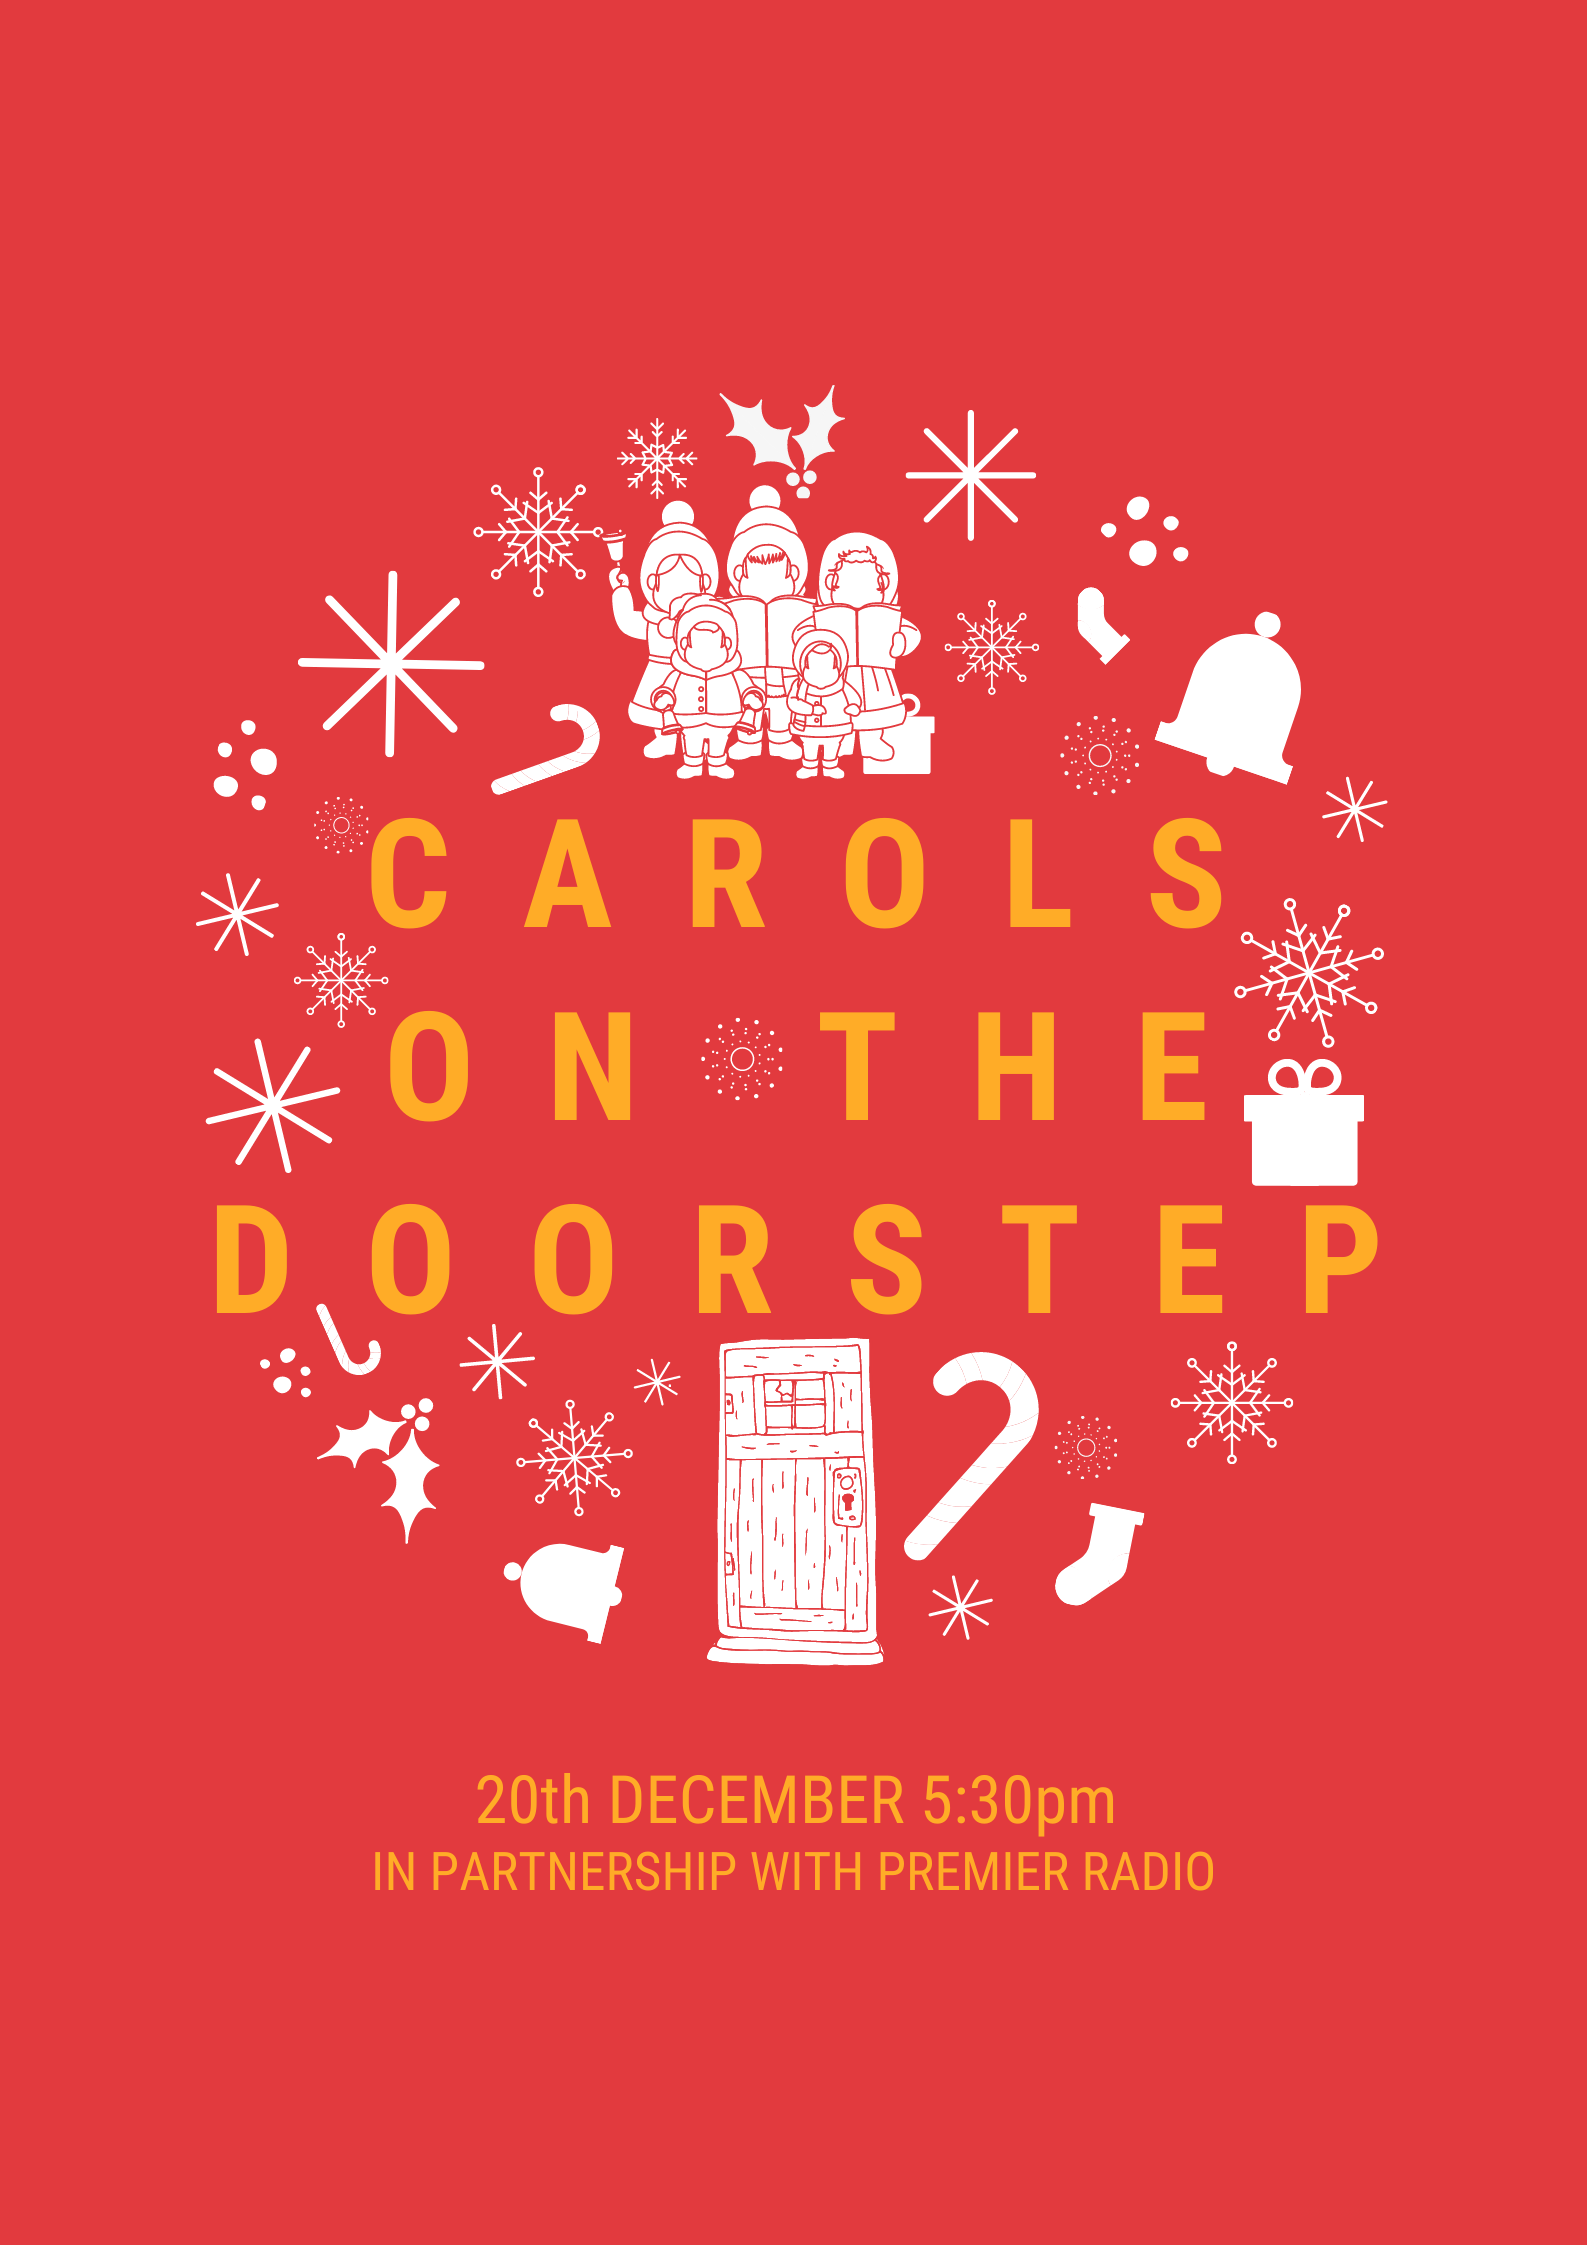 CAROLS
ON THE
DOORSTEP
20th DECEMBER 5:30pm
IN PARTNERSHIP WITH PREMIER RADIO